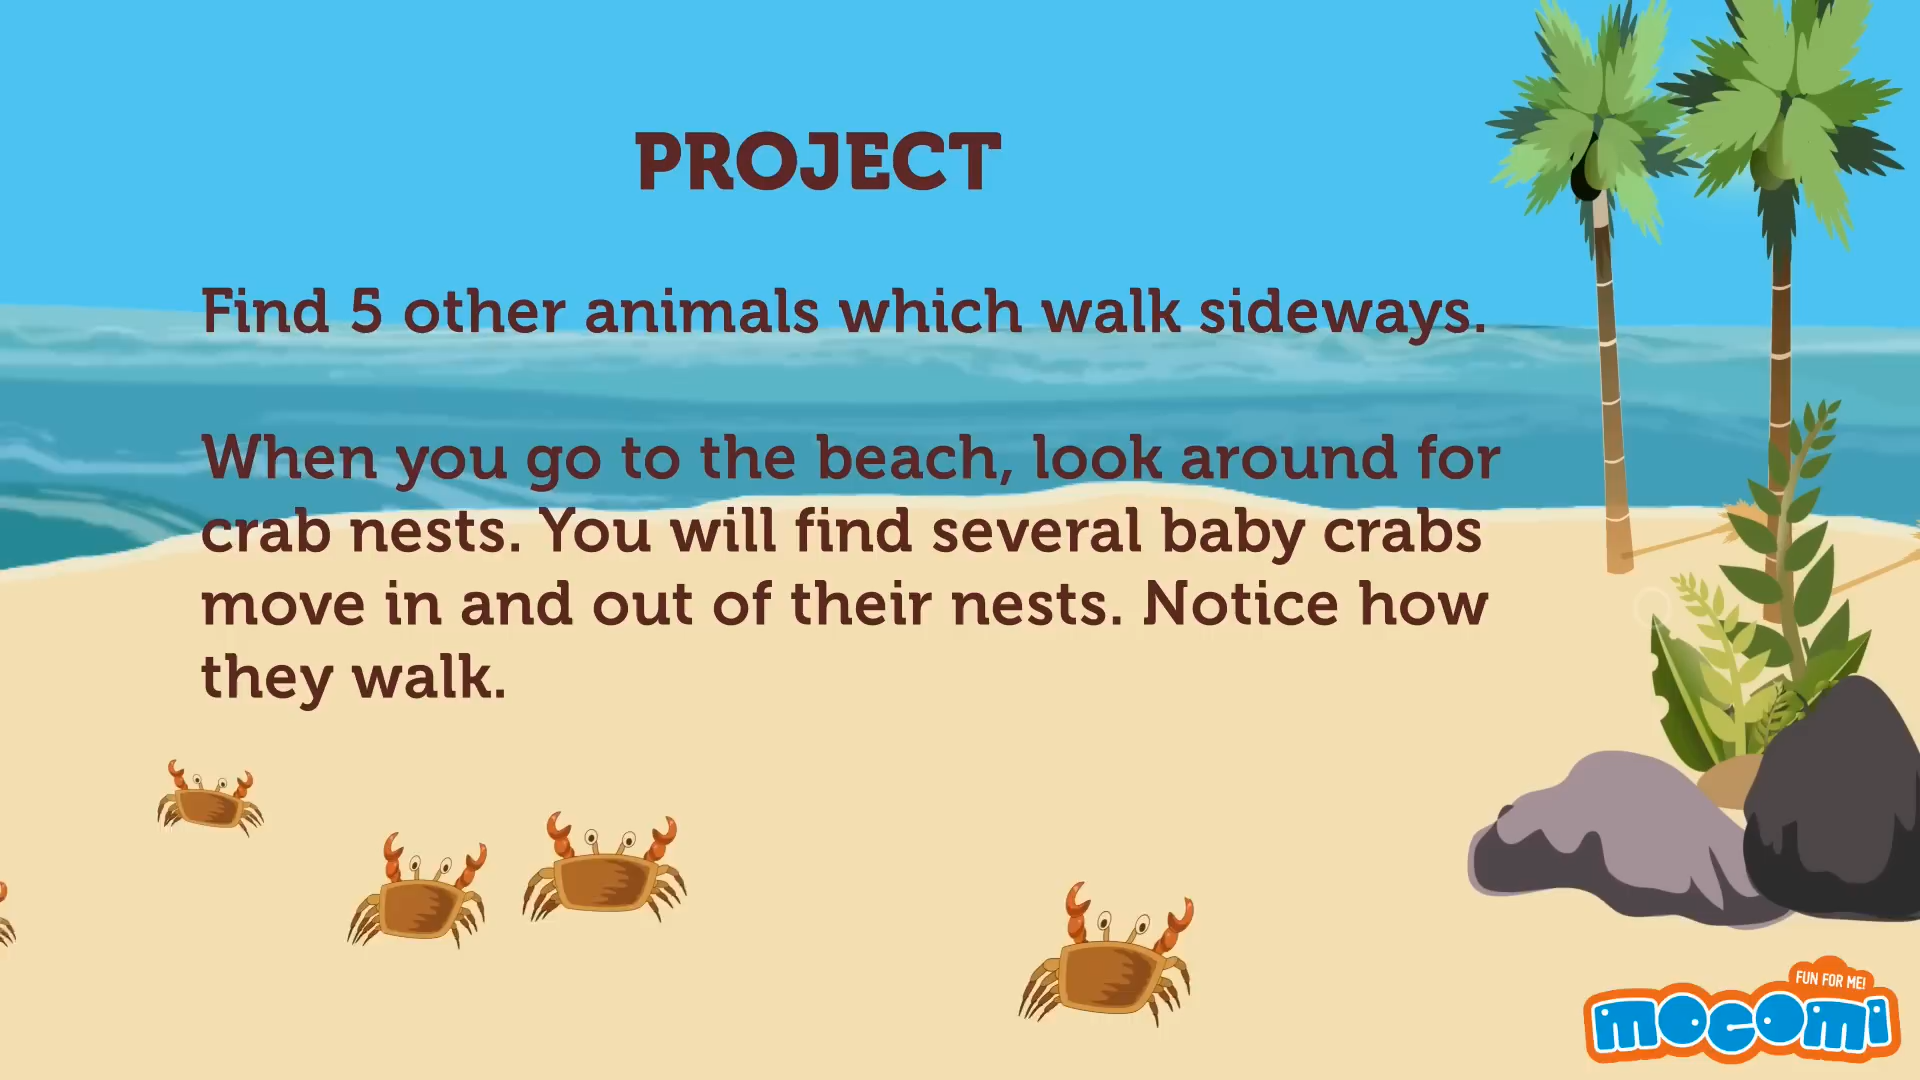 PROJECT
Find 5 other animals which walk sideways.
When you go to the beach, look around for
crab nests. You will find several baby crabs
move in and out of their nests. Notice how
they walk.
FUN FOR ME!
mocomi